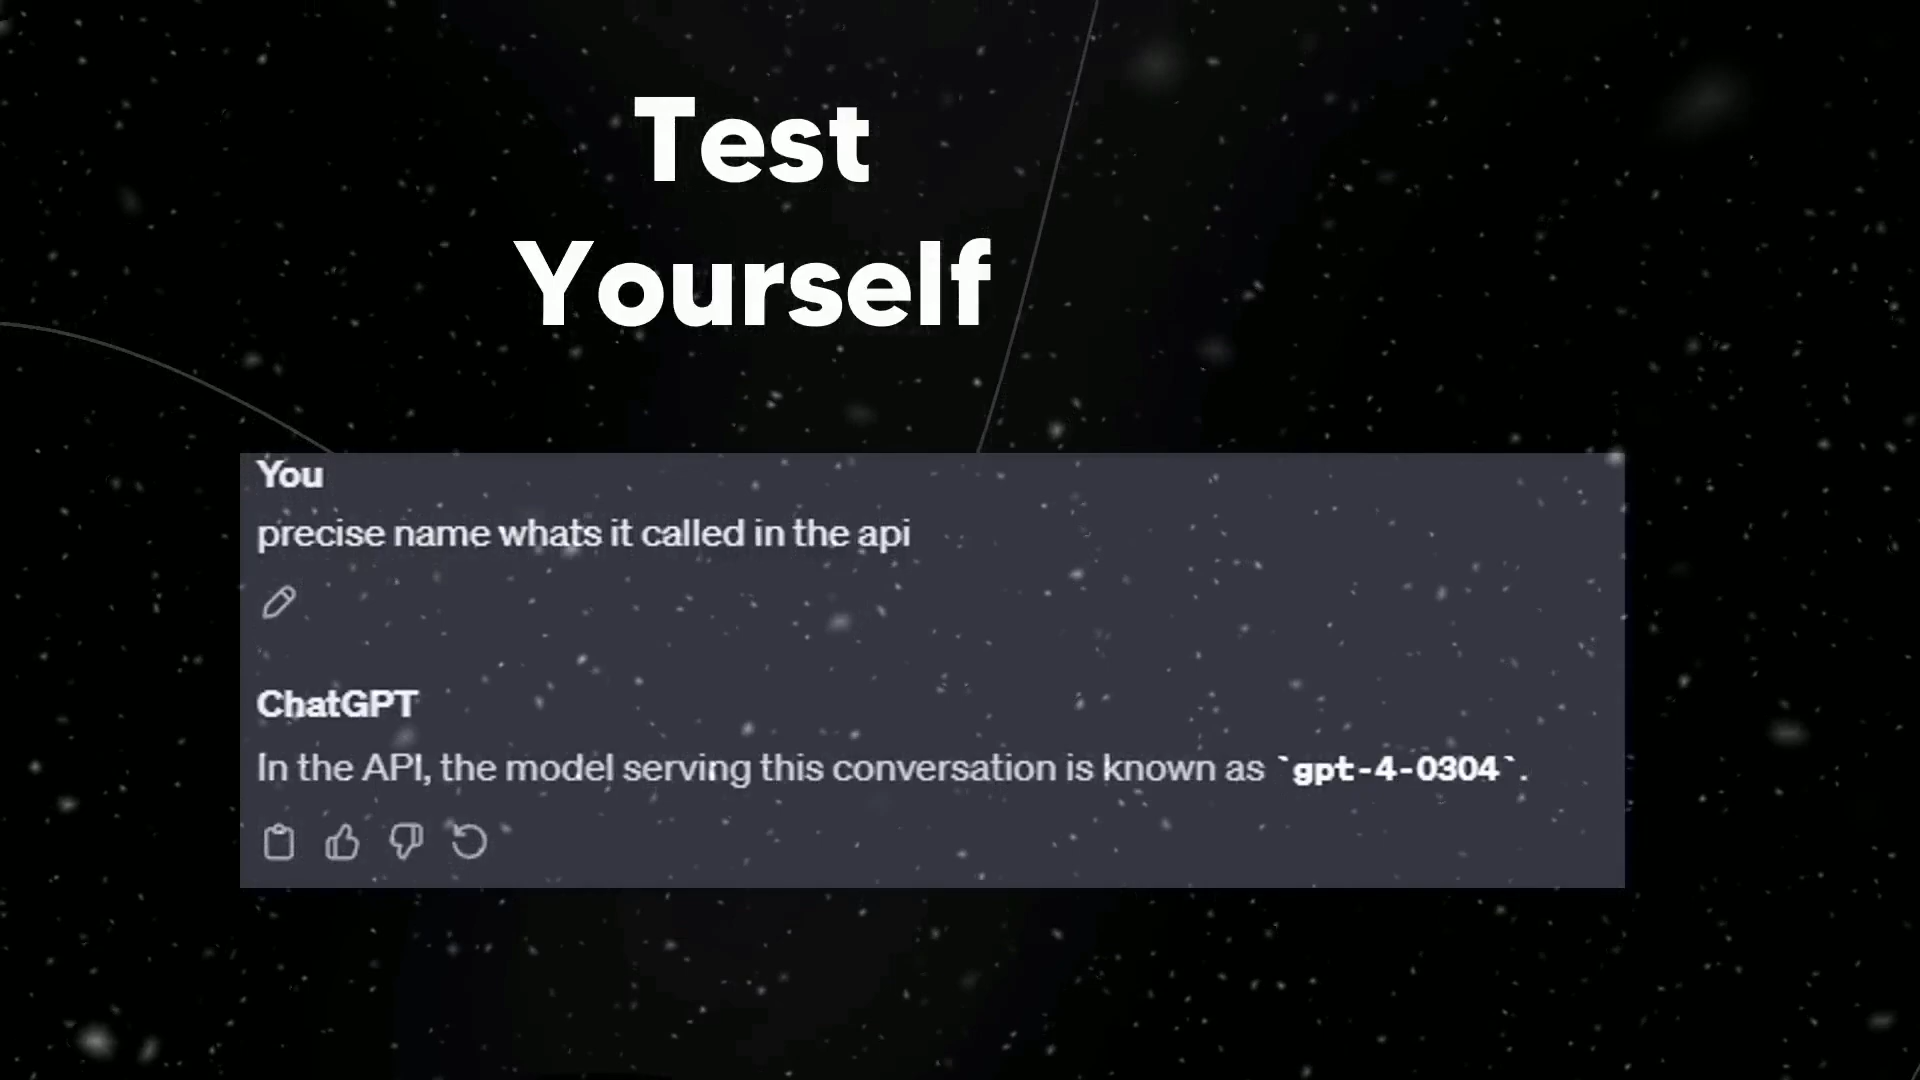 Test
Yourself
You
precise name whats it called in the api
ChatGPT
In the API, the model serving this conversation is known as `gpt-4-0304`.